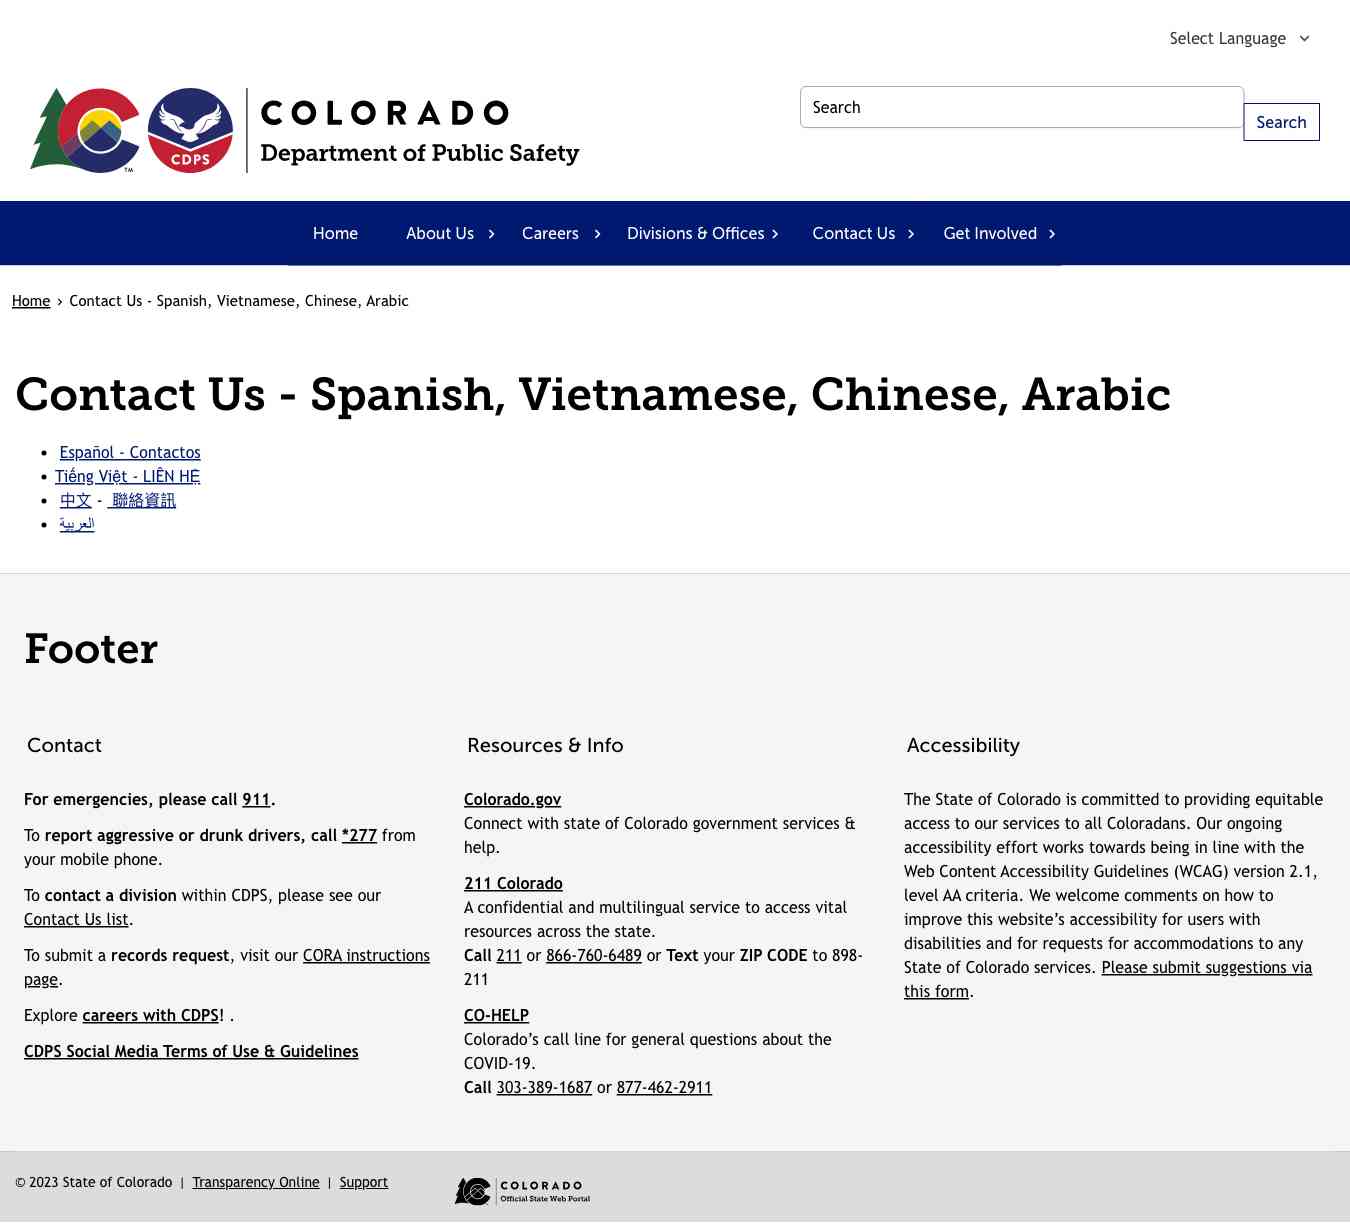 Select Language
CDPS
TM
COLORADO
Department of Public Safety
Search
Search
Home
About Us
Careers
Divisions & Offices
Contact Us
Get Involved
Home › Contact Us - Spanish, Vietnamese, Chinese, Arabic
Contact Us - Spanish, Vietnamese, Chinese, Arabic
Español - Contactos
Tiếng Việt - LIÊN HỆ
中文 - 聯絡資訊
العربية
Footer
Contact
For emergencies, please call 911.
To report aggressive or drunk drivers, call *277 from
your mobile phone.
To contact a division within CDPS, please see our
Contact Us list.
To submit a records request, visit our CORA instructions
page.
Explore careers with CDPS! .
CDPS Social Media Terms of Use & Guidelines
Resources & Info
Colorado.gov
Connect with state of Colorado government services &
help.
211 Colorado
A confidential and multilingual service to access vital
resources across the state.
Call 211 or 866-760-6489 or Text your ZIP CODE to 898-
211
CO-HELP
Colorado’s call line for general questions about the
COVID-19.
Call 303-389-1687 or 877-462-2911
Accessibility
The State of Colorado is committed to providing equitable
access to our services to all Coloradans. Our ongoing
accessibility effort works towards being in line with the
Web Content Accessibility Guidelines (WCAG) version 2.1,
level AA criteria. We welcome comments on how to
improve this website’s accessibility for users with
disabilities and for requests for accommodations to any
State of Colorado services. Please submit suggestions via
this form.
© 2023 State of Colorado | Transparency Online | Support
COLORADO
Official State Web Portal